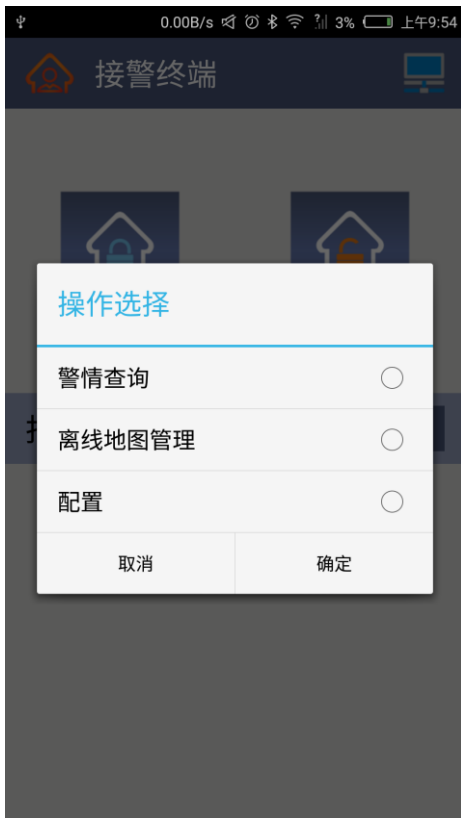 0.00B/s 3% 上午9:54
接警终端
操作选择
警情查询
离线地图管理
配置
取消 确定